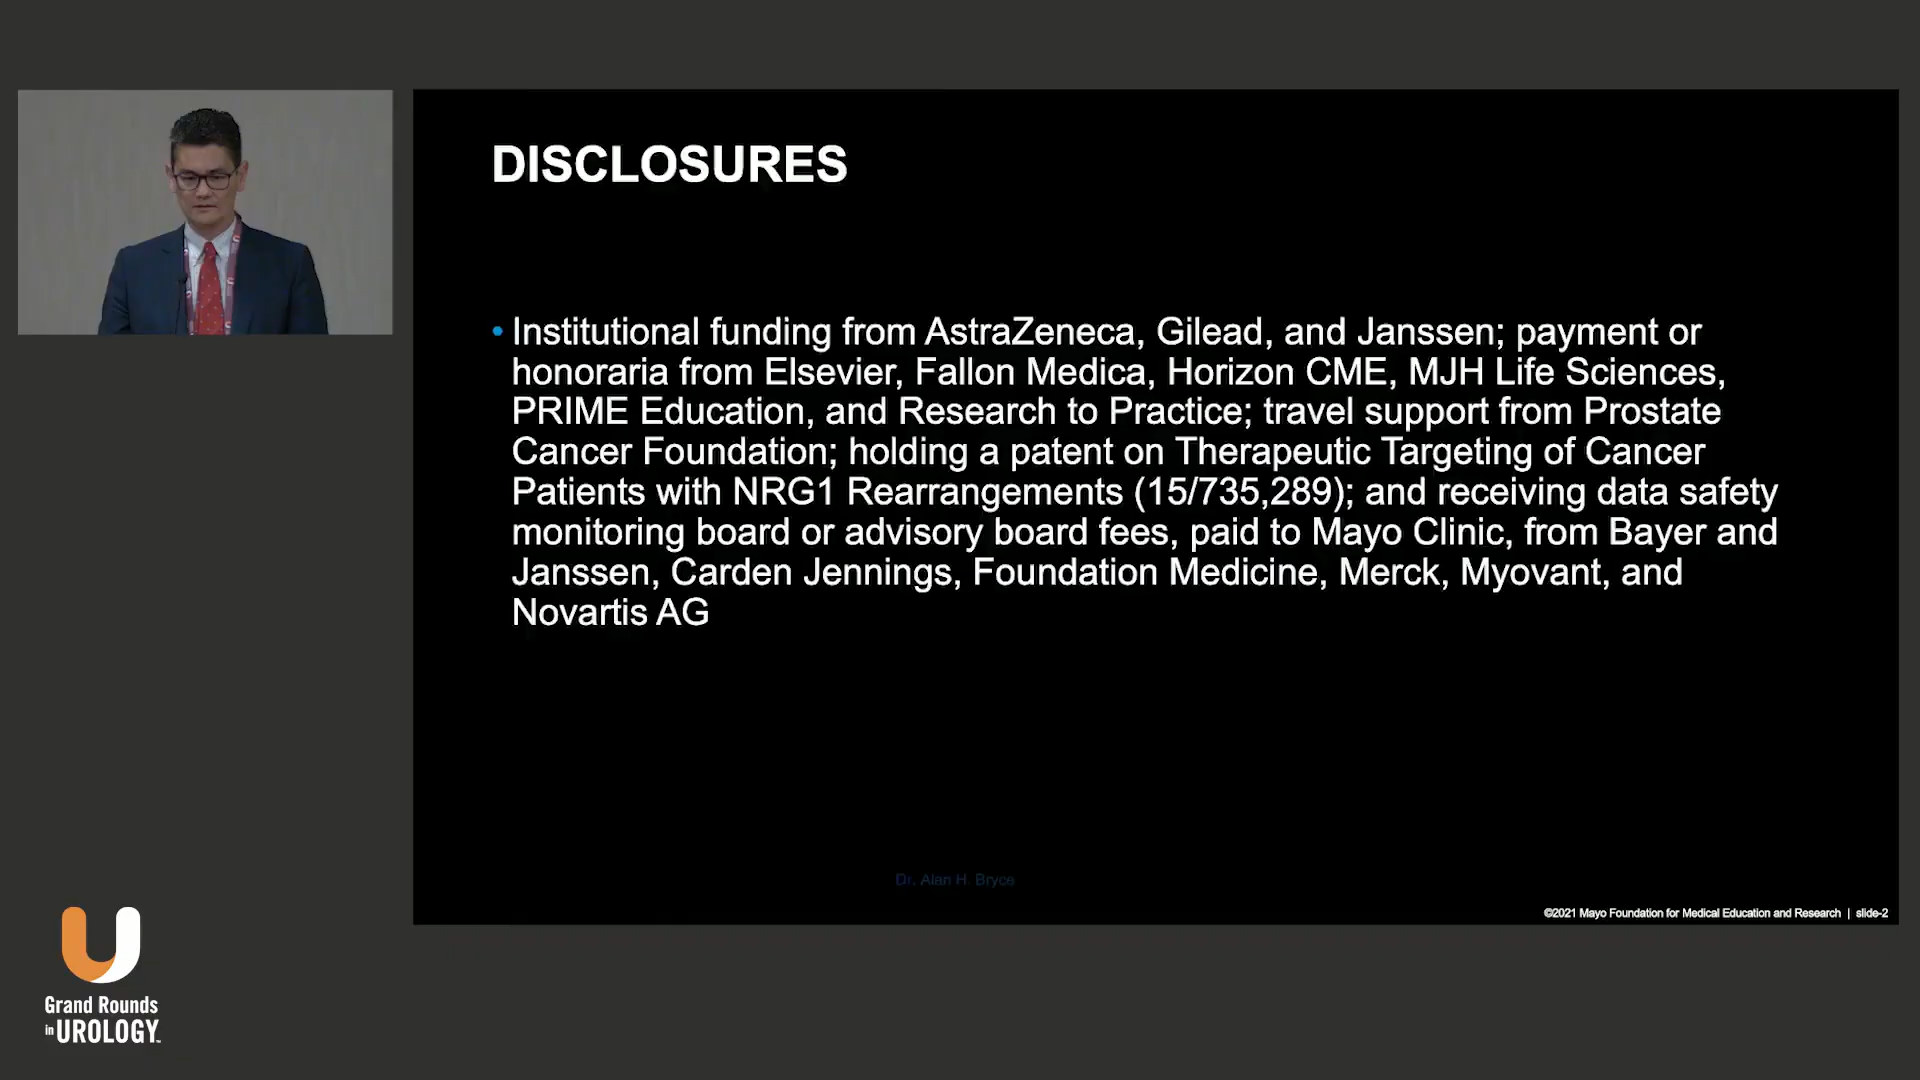 DISCLOSURES
• Institutional funding from AstraZeneca, Gilead, and Janssen; payment or
honoraria from Elsevier, Fallon Medica, Horizon CME, MJH Life Sciences,
PRIME Education, and Research to Practice; travel support from Prostate
Cancer Foundation; holding a patent on Therapeutic Targeting of Cancer
Patients with NRG1 Rearrangements (15/735,289); and receiving data safety
monitoring board or advisory board fees, paid to Mayo Clinic, from Bayer and
Janssen, Carden Jennings, Foundation Medicine, Merck, Myovant, and
Novartis AG
Dr. Alan H. Bryce
©2021 Mayo Foundation for Medical Education and Research | slide-2
Grand Rounds
in UROLOGY™